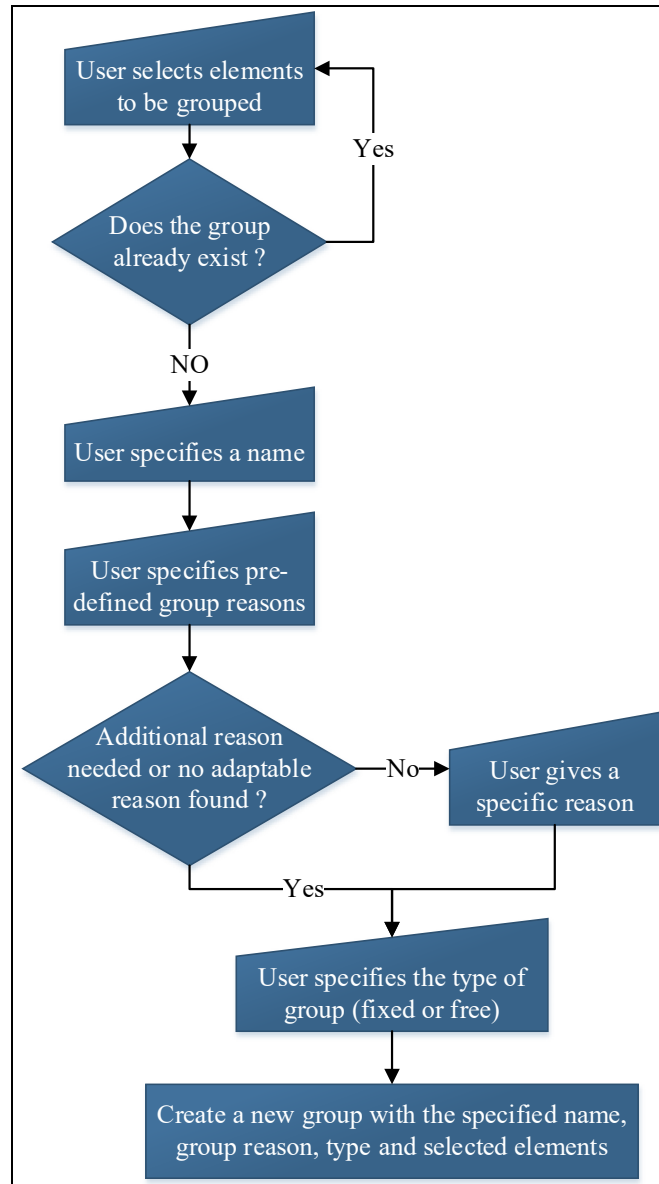 User selects elements
to be grouped
Yes
Does the group
already exist ?
NO
User specifies a name
User specifies pre-
defined group reasons
Additional reason
needed or no adaptable
reason found ?
No
User gives a
specific reason
Yes
User specifies the type of
group (fixed or free)
Create a new group with the specified name,
group reason, type and selected elements